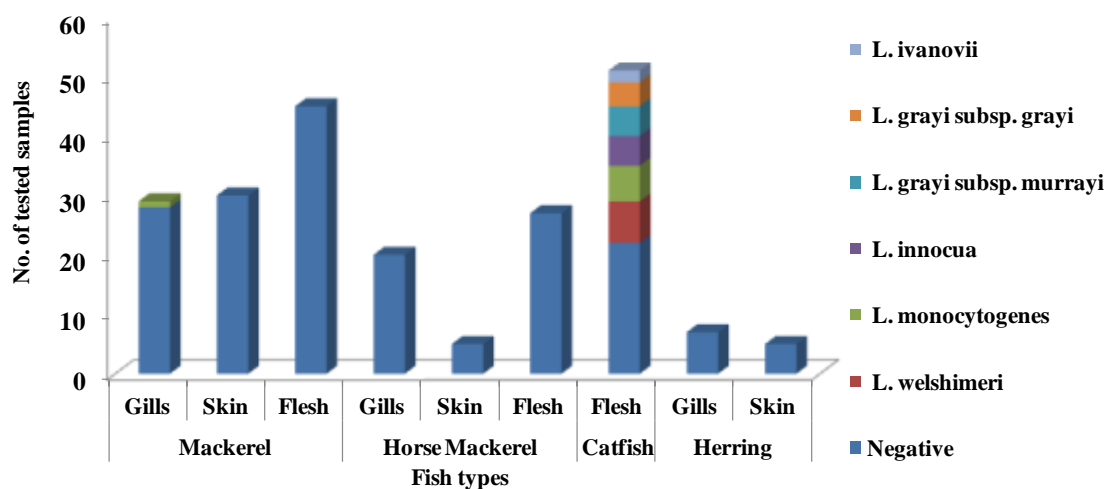 No. of tested samples
60
50
40
30
20
10
0
Gills Skin Flesh Gills Skin Flesh Flesh Gills Skin
Mackerel Horse Mackerel Catfish Herring
Fish types
L. ivanovii
L. grayi subsp. grayi
L. grayi subsp. murrayi
L. innocua
L. monocytogenes
L. welshimeri
Negative